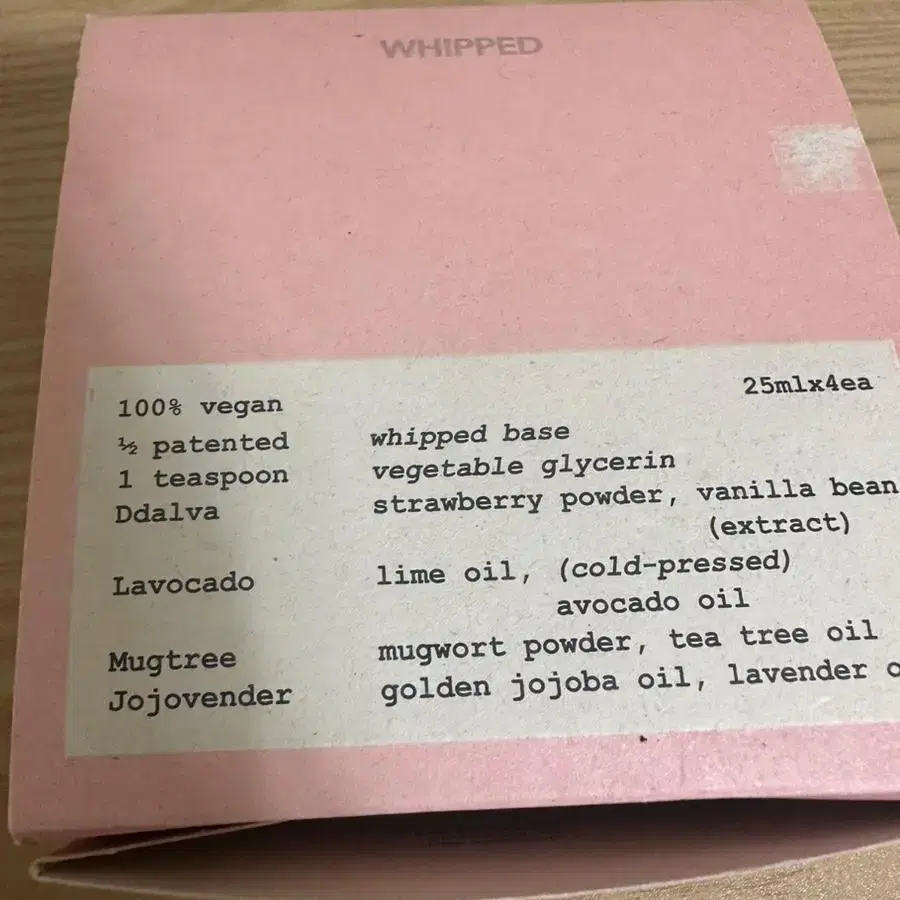 WHIPPED
25mlx4ea
100% vegan
½ patented whipped base
1 teaspoon vegetable glycerin
Ddalva strawberry powder, vanilla bean
(extract)
Lavocado lime oil, (cold-pressed)
avocado oil
Mugtree mugwort powder, tea tree oil
Jojovender golden jojoba oil, lavender o